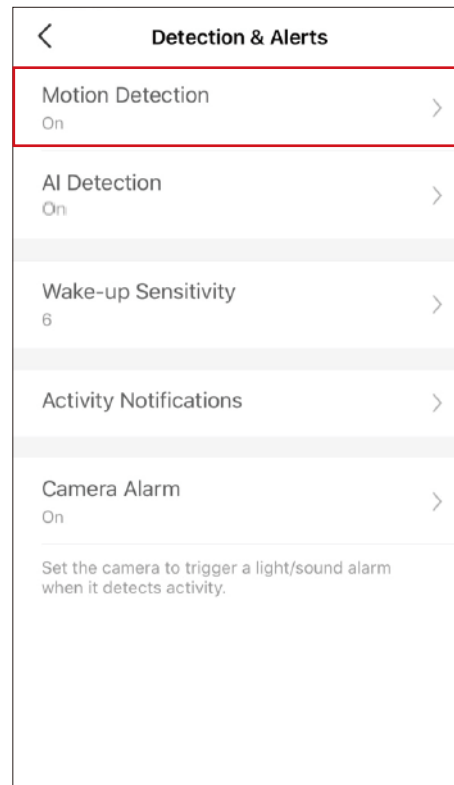 Detection & Alerts
Motion Detection
On
AI Detection
On
Wake-up Sensitivity
6
Activity Notifications
Camera Alarm
On
Set the camera to trigger a light/sound alarm
when it detects activity.